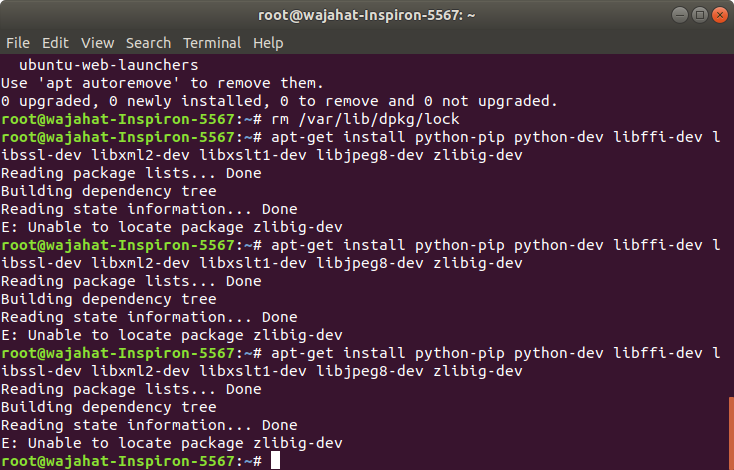 root@wajahat-Inspiron-5567: ~
File Edit View Search Terminal Help
ubuntu-web-launchers
Use 'apt autoremove' to remove them.
0 upgraded, 0 newly installed, 0 to remove and 0 not upgraded.
root@wajahat-Inspiron-5567:~# rm /var/lib/dpkg/lock
root@wajahat-Inspiron-5567:~# apt-get install python-pip python-dev libffi-dev l
ibssl-dev libxml2-dev libxslt1-dev libjpeg8-dev zlibig-dev
Reading package lists... Done
Building dependency tree
Reading state information... Done
E: Unable to locate package zlibig-dev
root@wajahat-Inspiron-5567:~# apt-get install python-pip python-dev libffi-dev l
ibssl-dev libxml2-dev libxslt1-dev libjpeg8-dev zlibig-dev
Reading package lists... Done
Building dependency tree
Reading state information... Done
E: Unable to locate package zlibig-dev
root@wajahat-Inspiron-5567:~# apt-get install python-pip python-dev libffi-dev l
ibssl-dev libxml2-dev libxslt1-dev libjpeg8-dev zlibig-dev
Reading package lists... Done
Building dependency tree
Reading state information... Done
E: Unable to locate package zlibig-dev
root@wajahat-Inspiron-5567:~#